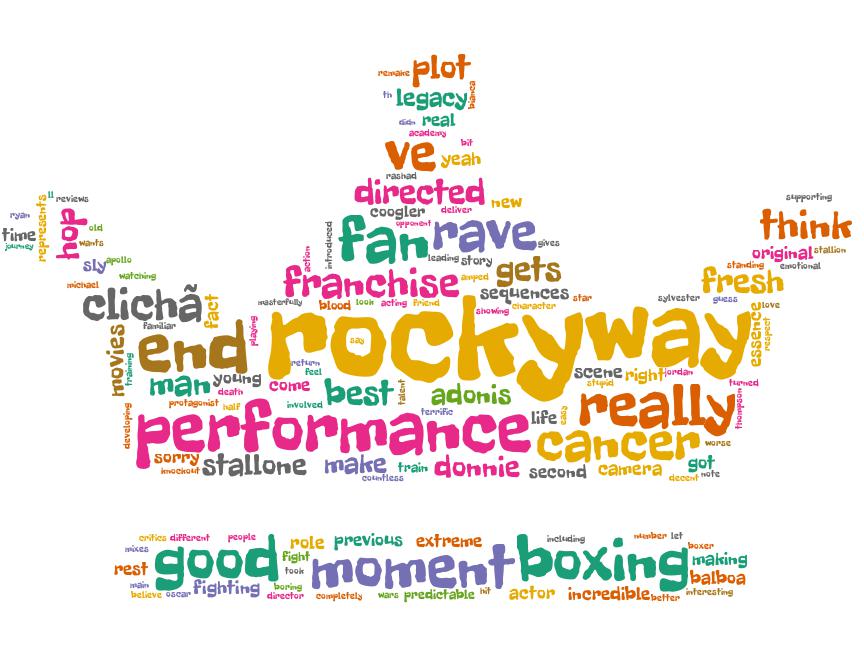 remake plot
th legacy bianca
didn real
academy
ve bit
yeah
rashad
directed new
coogler deliver
opponent
fan rave gives
introduced leading story
action franchise amped gets
sequences star
masterfully blood look acting friend character
showing
ll reviews
represents
ryan
time hop old
journey wants
sly apollo
watching
michael
supporting
think
original stallion
standing emotional
fresh
sylvester guess love
clichã fact
familiar
movies end playing rockyway essence respect
say
training return
feel
scene right jordan
stupid turned
man young come best talent adonis
death
protagonist half involved terrific
developing performance life easy really thompson
cancer worse
sorry stallone make train donnie second camera got
knockout countless decent note
critics different people role previous extreme including number let
mixes good fight moment boxing boxer
making
rest took balboa
main fighting boring actor incredible interesting
believe oscar director completely wars predictable hit better